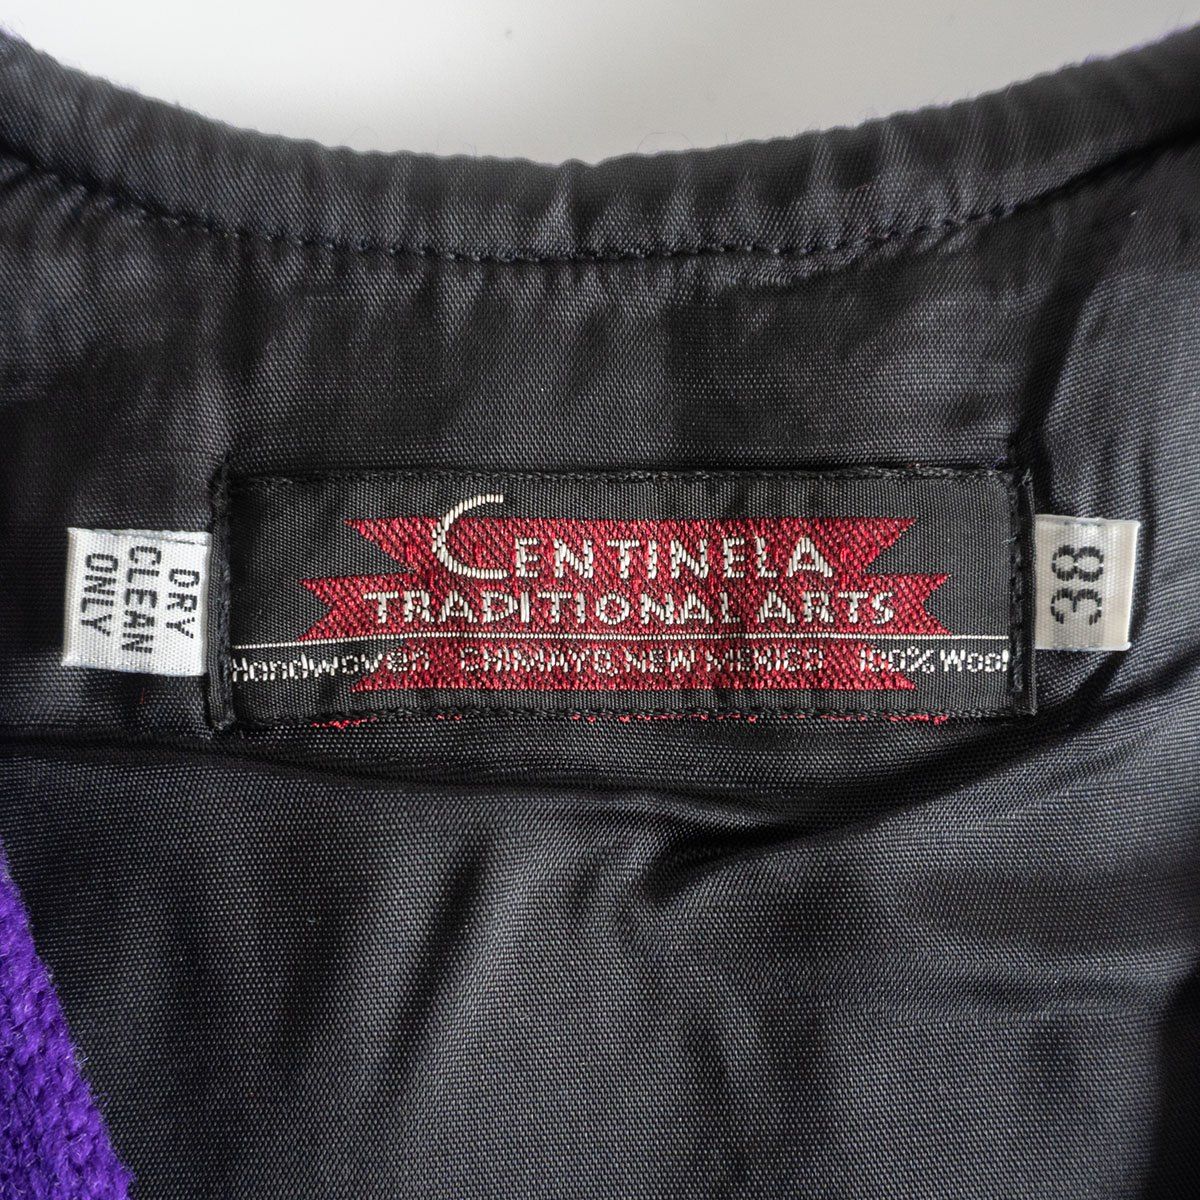 DRY
CLEAN
ONLY
CENTINELA
TRADITIONAL ARTS
Handwoven CHIMAYO, NEW MEXICO 100% Wool
38